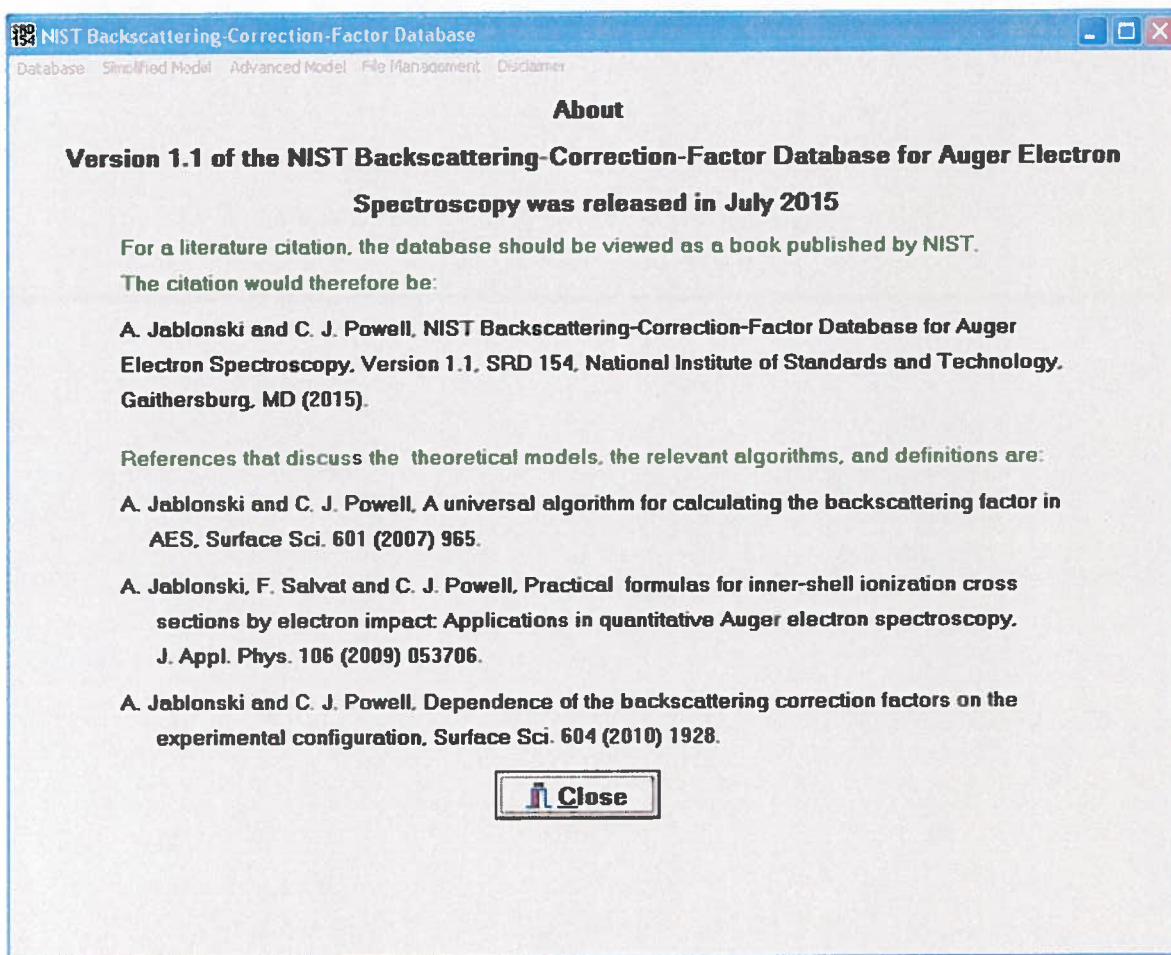 SRD 154 NIST Backscattering-Correction-Factor Database
Database Simplified Model Advanced Model File Management Disclaimer
About
Version 1.1 of the NIST Backscattering-Correction-Factor Database for Auger Electron
Spectroscopy was released in July 2015
For a literature citation, the database should be viewed as a book published by NIST.
The citation would therefore be:
A. Jablonski and C. J. Powell, NIST Backscattering-Correction-Factor Database for Auger
Electron Spectroscopy, Version 1.1, SRD 154, National Institute of Standards and Technology,
Gaithersburg, MD (2015).
References that discuss the theoretical models, the relevant algorithms, and definitions are:
A. Jablonski and C. J. Powell, A universal algorithm for calculating the backscattering factor in
AES, Surface Sci. 601 (2007) 965.
A. Jablonski, F. Salvat and C. J. Powell, Practical formulas for inner-shell ionization cross
sections by electron impact: Applications in quantitative Auger electron spectroscopy,
J. Appl. Phys. 106 (2009) 053706.
A. Jablonski and C. J. Powell, Dependence of the backscattering correction factors on the
experimental configuration, Surface Sci. 604 (2010) 1928.
Close